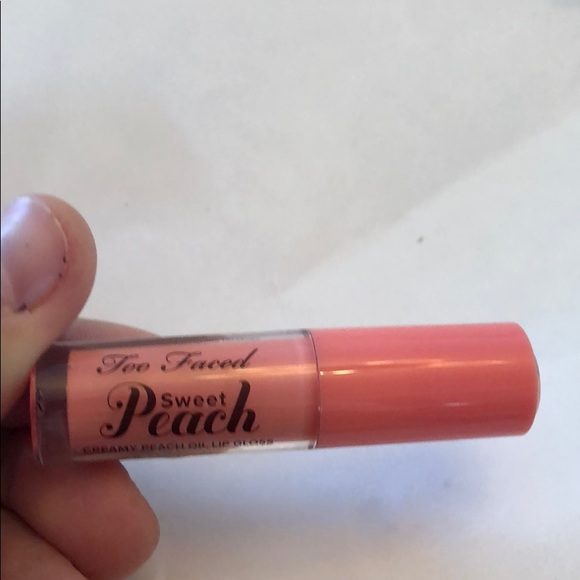 Too Faced
Sweet
Peach
CREAMY PEACH OIL LIP GLOSS